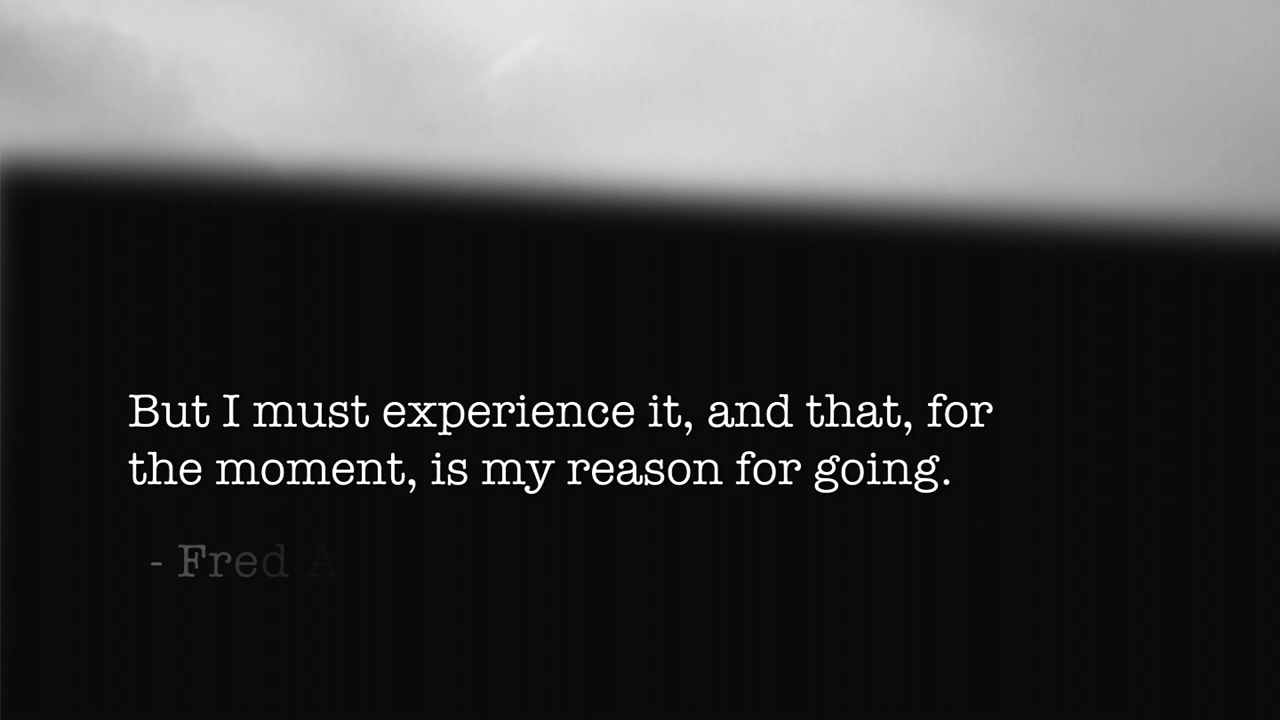 But I must experience it, and that, for
the moment, is my reason for going.
- Fred A